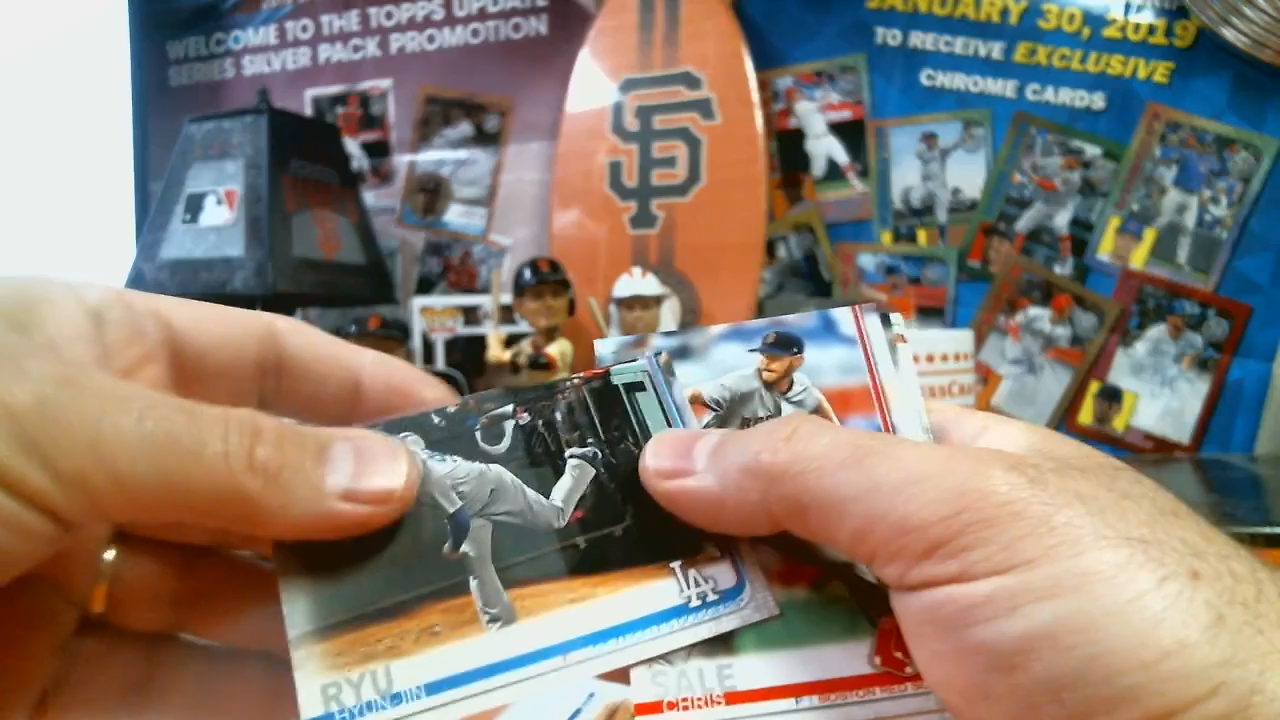 WELCOME TO THE TOPPS UPDATE
SERIES SILVER PACK PROMOTION
JANUARY 30, 2019
TO RECEIVE EXCLUSIVE
CHROME CARDS
SF
LA
RYU
HYUN-JIN
SALE
CHRIS
BOSTON RED